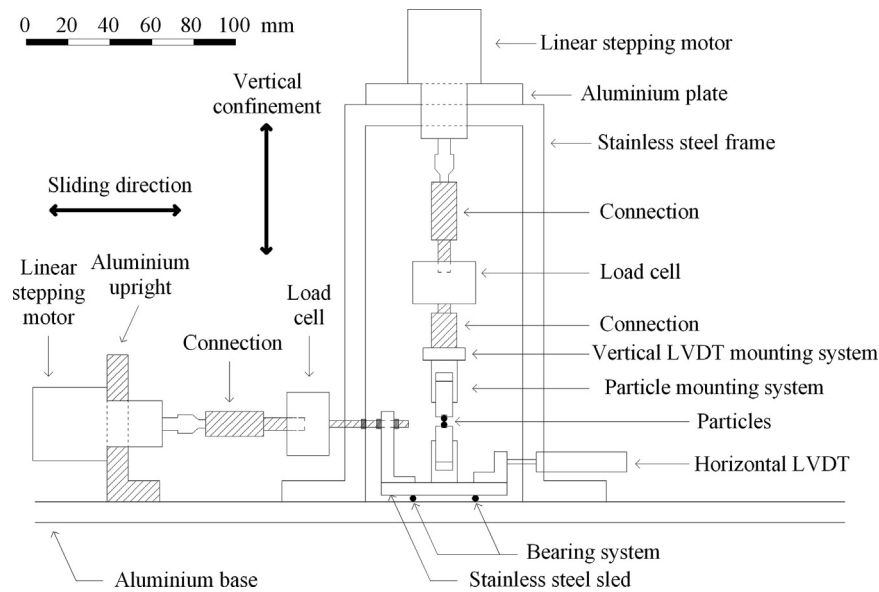 0 20 40 60 80 100 mm
Linear stepping motor
Vertical
confinement
Aluminium plate
Stainless steel frame
Sliding direction
Connection
Aluminium
upright
Linear
stepping
motor
Load
cell
Load cell
Connection
Connection
Vertical LVDT mounting system
Particle mounting system
Particles
Horizontal LVDT
Bearing system
Stainless steel sled
Aluminium base